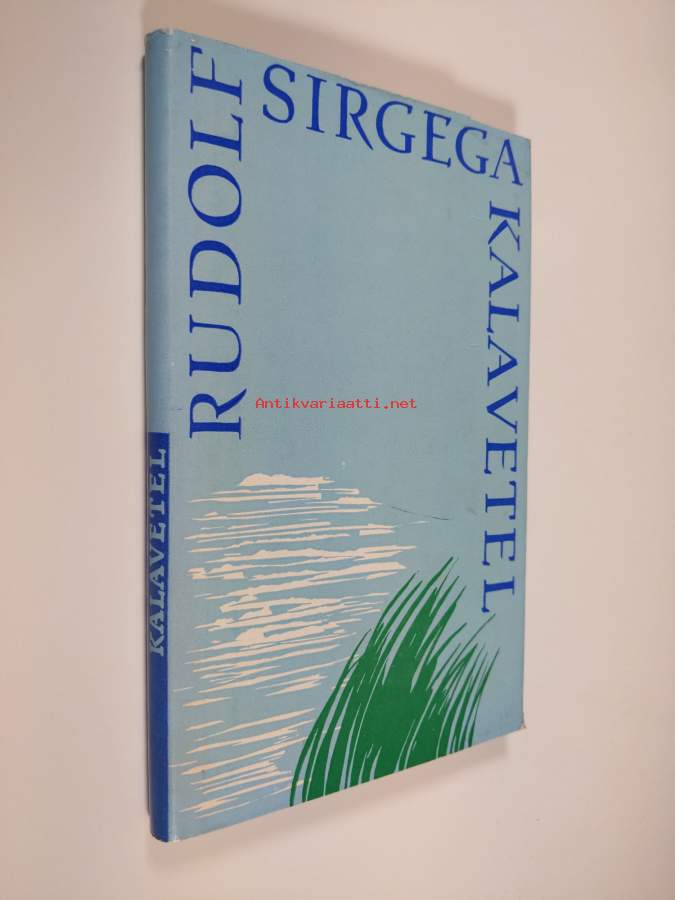 RUDOLF
SIRGEGA
KALAVETEL
KALAVETEL
Antikvariaatti.net